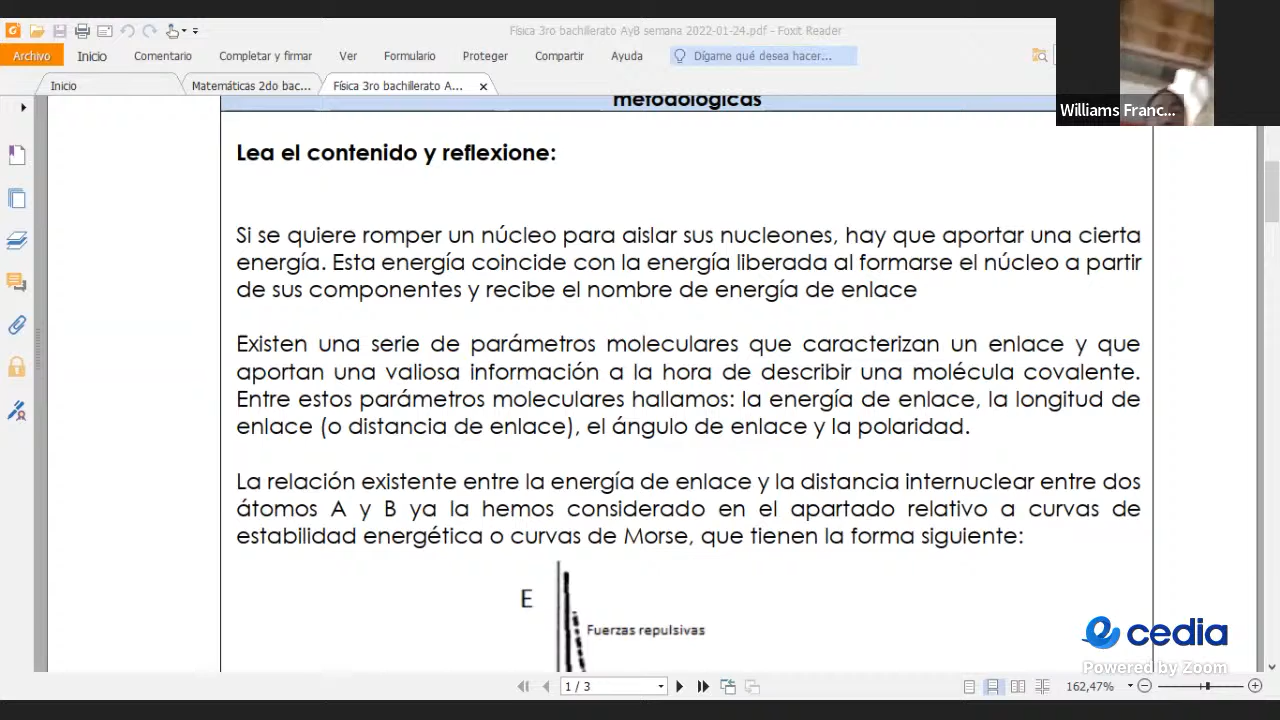 Física 3ro bachillerato AyB semana 2022-01-24.pdf - Foxit Reader
Archivo Inicio Comentario Completar y firmar Ver Formulario Proteger Compartir Ayuda Dígame qué desea hacer...
Inicio Matemáticas 2do bac... Física 3ro bachillerato A...
Williams Franc...
metodológicas
Lea el contenido y reflexione:
Si se quiere romper un núcleo para aislar sus nucleones, hay que aportar una cierta
energía. Esta energía coincide con la energía liberada al formarse el núcleo a partir
de sus componentes y recibe el nombre de energía de enlace
Existen una serie de parámetros moleculares que caracterizan un enlace y que
aportan una valiosa información a la hora de describir una molécula covalente.
Entre estos parámetros moleculares hallamos: la energía de enlace, la longitud de
enlace (o distancia de enlace), el ángulo de enlace y la polaridad.
La relación existente entre la energía de enlace y la distancia internuclear entre dos
átomos A y B ya la hemos considerado en el apartado relativo a curvas de
estabilidad energética o curvas de Morse, que tienen la forma siguiente:
E
Fuerzas repulsivas
cedia
Powered by Zoom
1 / 3
162,47%